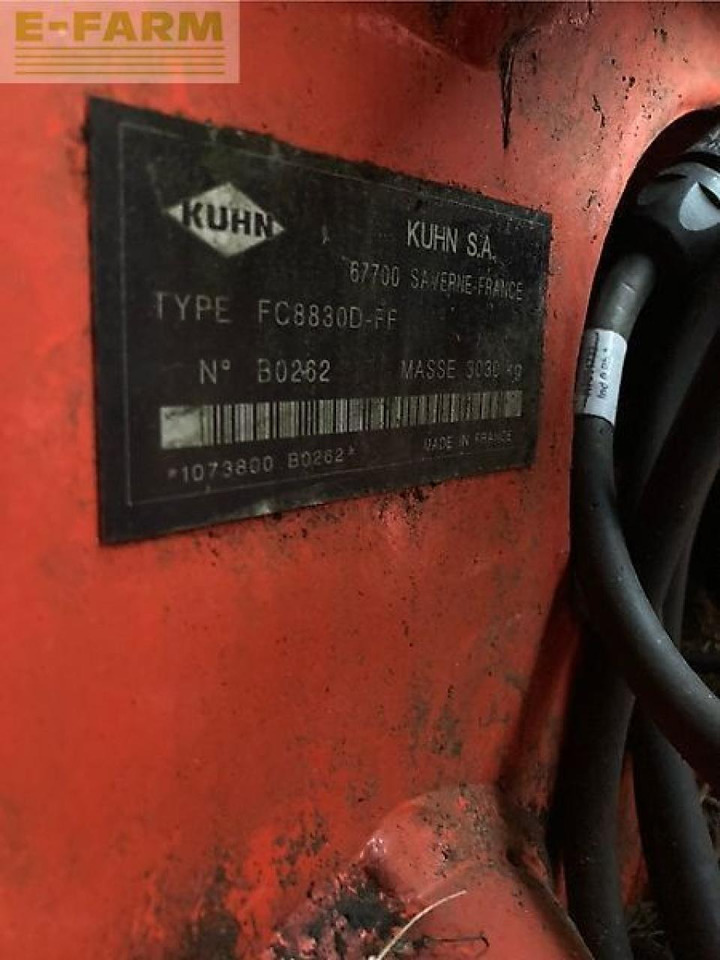 E-FARM
KUHN
KUHN S.A.
67700 SAVERNE-FRANCE
TYPE FC8830D-FF
N° B0262 MASSE 3030 kg
*1073800 B0262*
MADE IN FRANCE